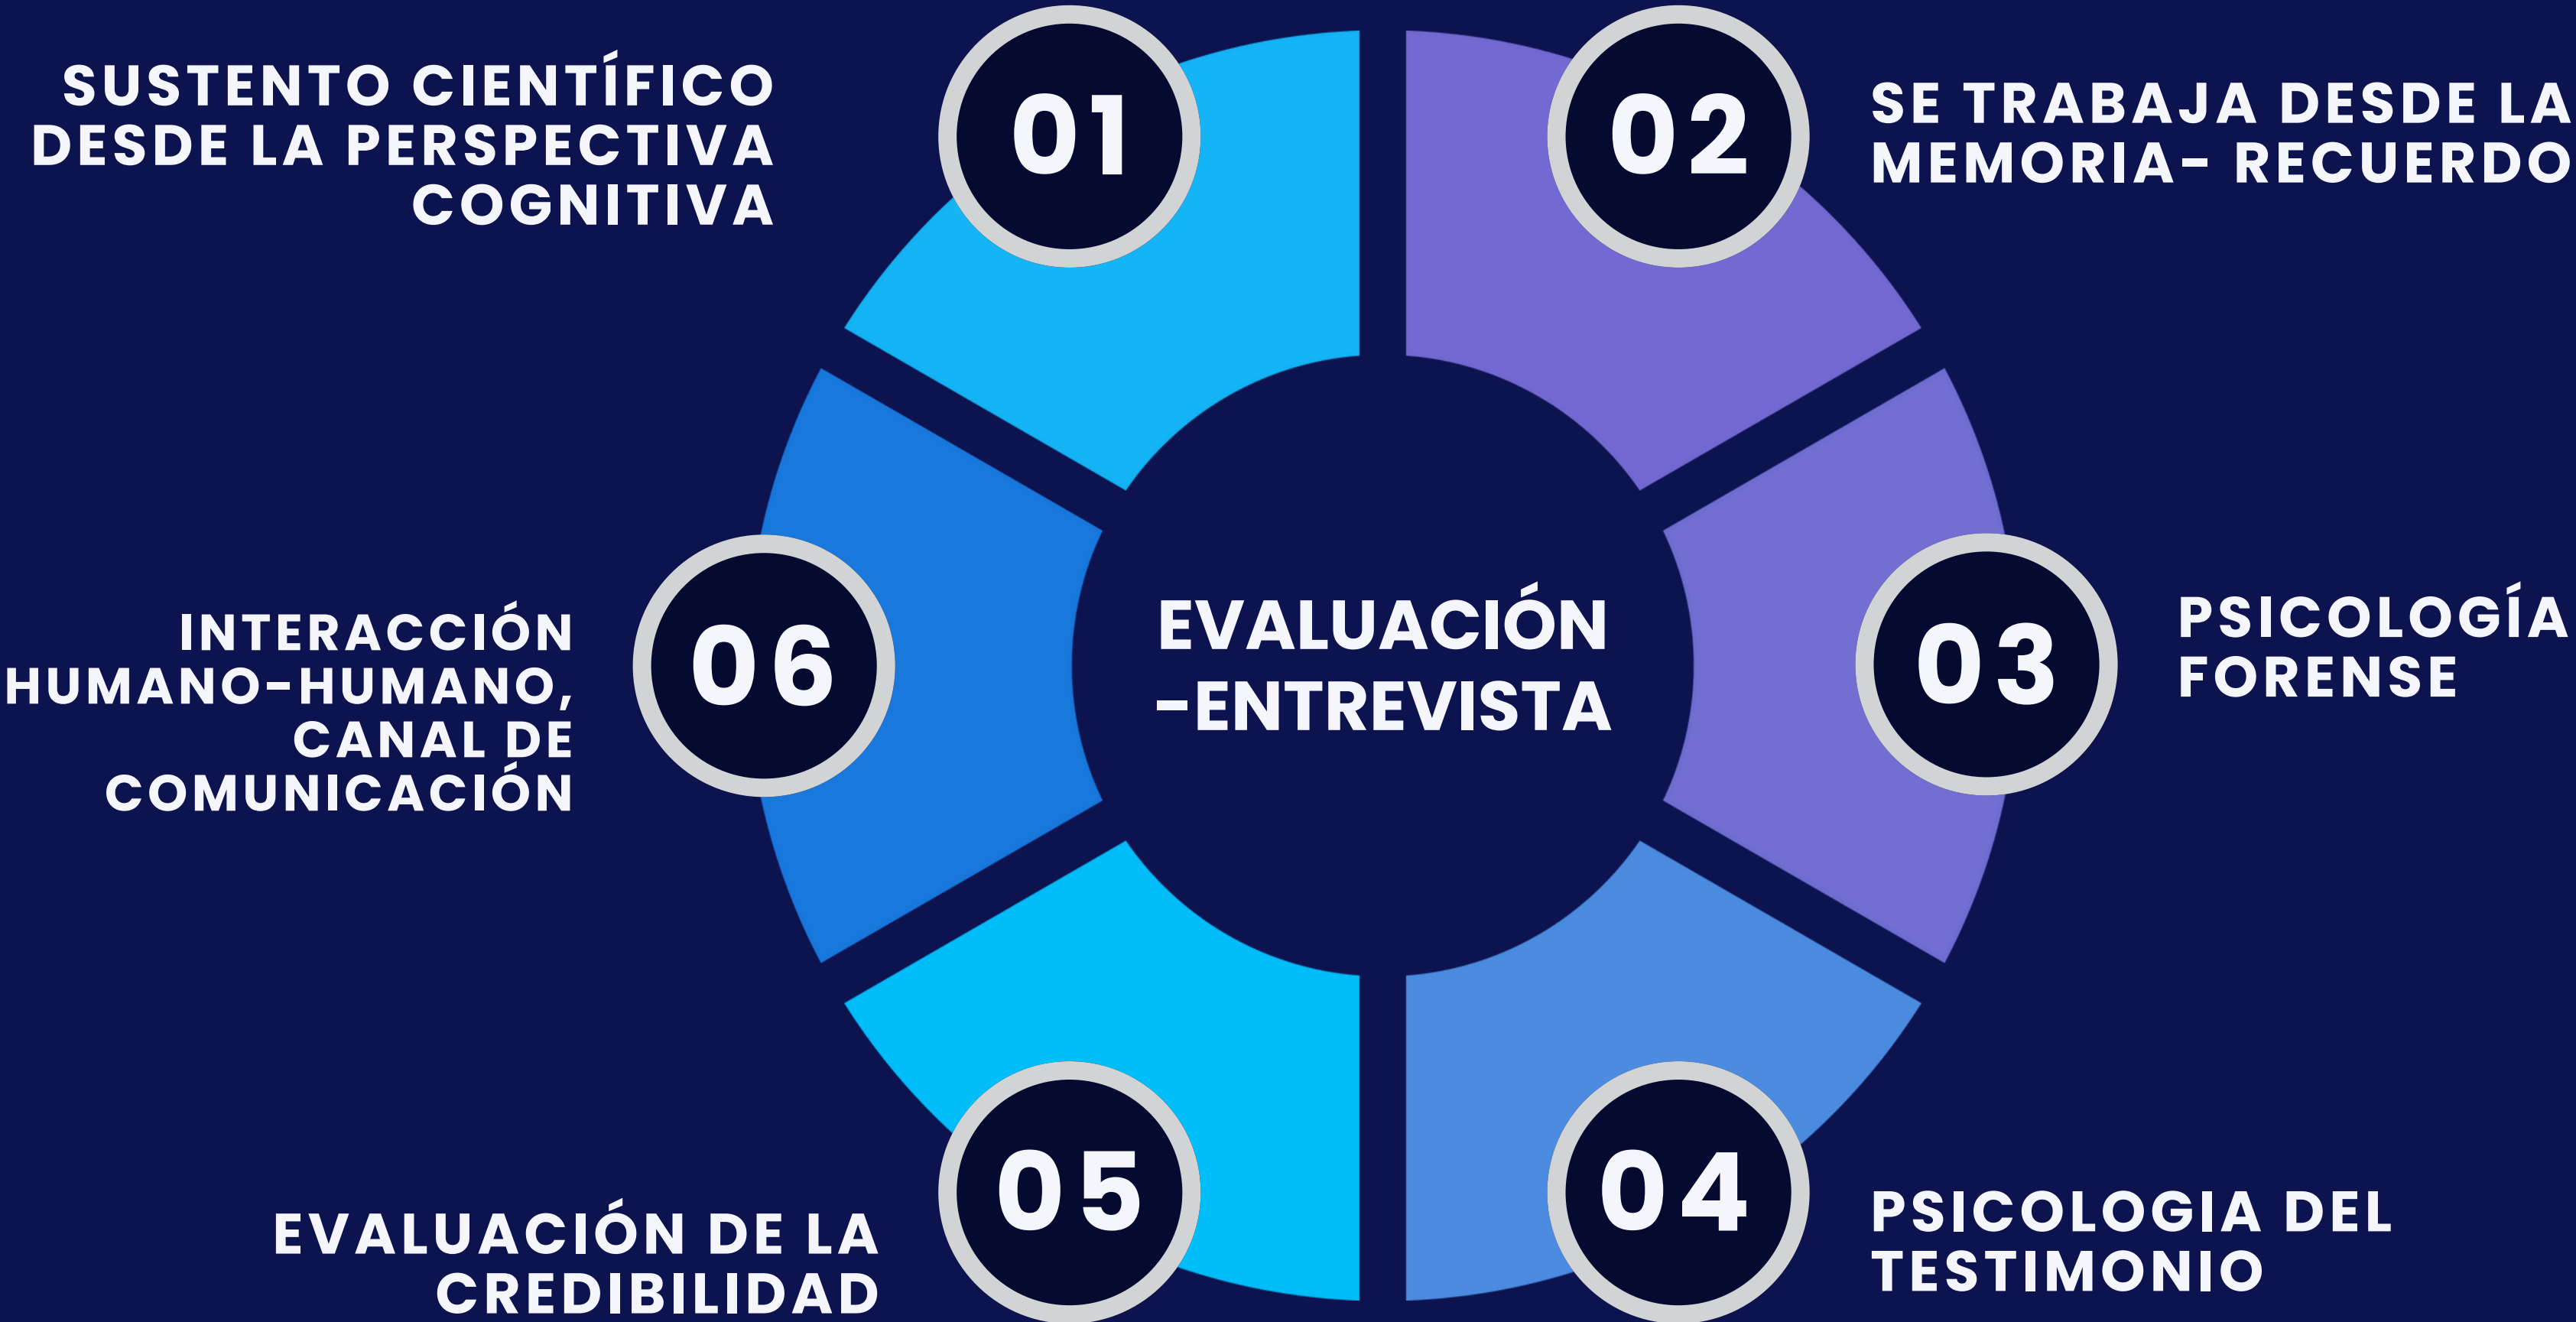 01
SUSTENTO CIENTÍFICO
DESDE LA PERSPECTIVA
COGNITIVA
02
SE TRABAJA DESDE LA
MEMORIA- RECUERDO
03
PSICOLOGÍA
FORENSE
04
PSICOLOGIA DEL
TESTIMONIO
05
EVALUACIÓN DE LA
CREDIBILIDAD
06
INTERACCIÓN
HUMANO-HUMANO,
CANAL DE
COMUNICACIÓN
EVALUACIÓN
-ENTREVISTA